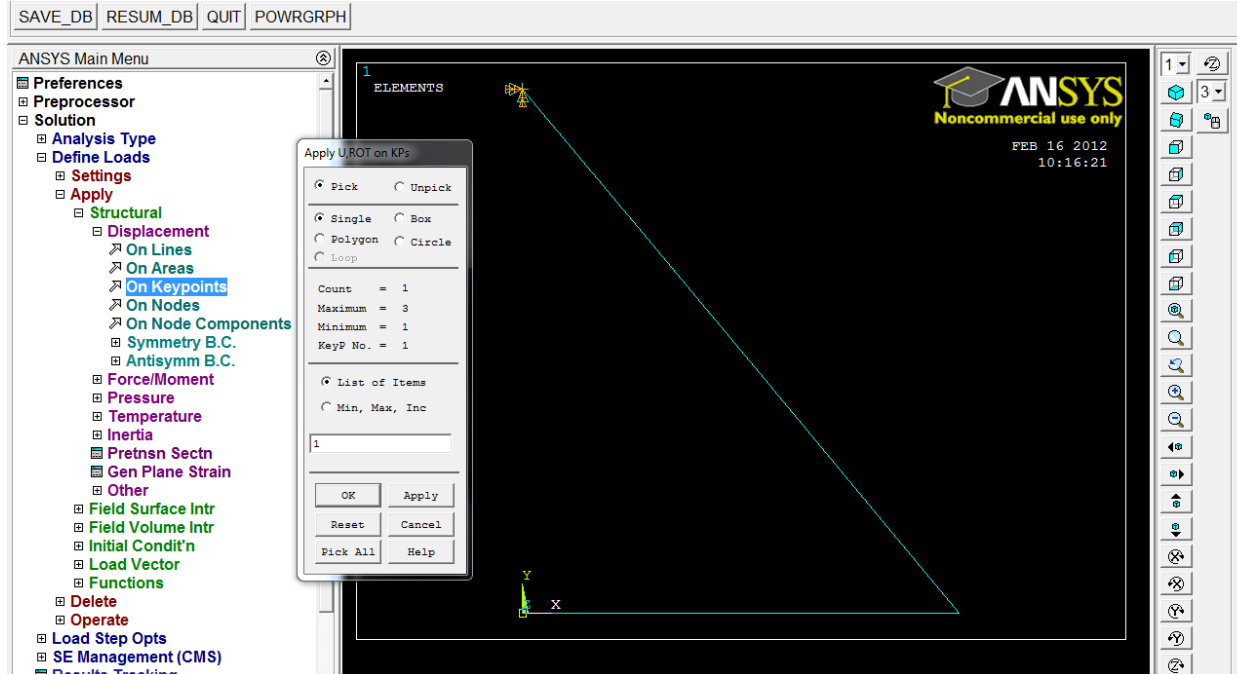 SAVE_DB RESUM_DB QUIT POWRGRPH
ANSYS Main Menu
Preferences
Preprocessor
Solution
Analysis Type
Define Loads
Settings
Apply
Structural
Displacement
On Lines
On Areas
On Keypoints
On Nodes
On Node Components
Symmetry B.C.
Antisymm B.C.
Force/Moment
Pressure
Temperature
Inertia
Pretnsn Sectn
Gen Plane Strain
Other
Field Surface Intr
Field Volume Intr
Initial Condit'n
Load Vector
Functions
Delete
Operate
Load Step Opts
SE Management (CMS)
Results Tracking
Apply U,ROT on KPs
Pick Unpick
Single Box
Polygon Circle
Loop
Count = 1
Maximum = 3
Minimum = 1
KeyP No. = 1
List of Items
Min, Max, Inc
1
OK Apply
Reset Cancel
Pick All Help
1
ELEMENTS
ANSYS
Noncommercial use only
FEB 16 2012
10:16:21
Y
X
1
3